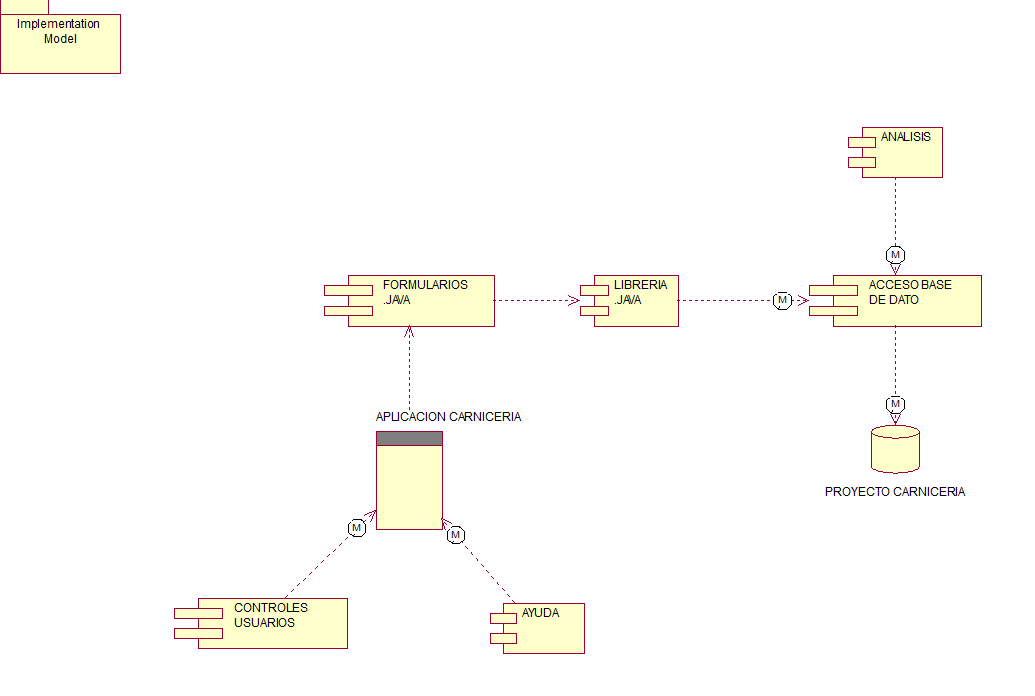 Implementation
Model
ANALISIS
M
FORMULARIOS
.JAVA
LIBRERIA
.JAVA
M
ACCESO BASE
DE DATO
M
APLICACION CARNICERIA
PROYECTO CARNICERIA
M
M
CONTROLES
USUARIOS
AYUDA